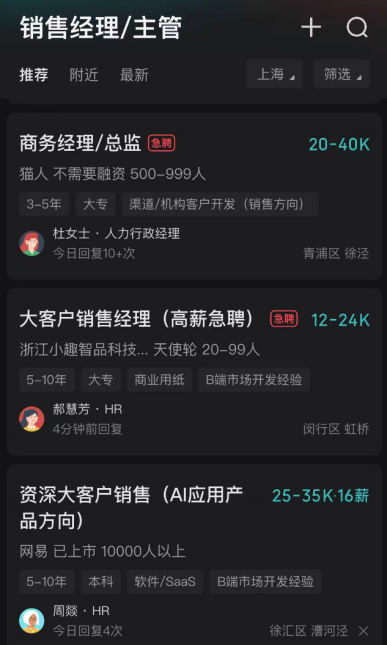 销售经理/主管
推荐 附近 最新 上海 筛选
商务经理/总监 急聘 20-40K
猫人 不需要融资 500-999人
3-5年 大专 渠道/机构客户开发（销售方向）
杜女士·人力行政经理
今日回复10+次 青浦区 徐泾
大客户销售经理（高薪急聘） 急聘 12-24K
浙江小趣智品科技... 天使轮 20-99人
5-10年 大专 商业用纸 B端市场开发经验
郝慧芳·HR
4分钟前回复 闵行区 虹桥
资深大客户销售（AI应用产 25-35K·16薪
品方向）
网易 已上市 10000人以上
5-10年 本科 软件/SaaS B端市场开发经验
周燚·HR
今日回复4次 徐汇区 漕河泾